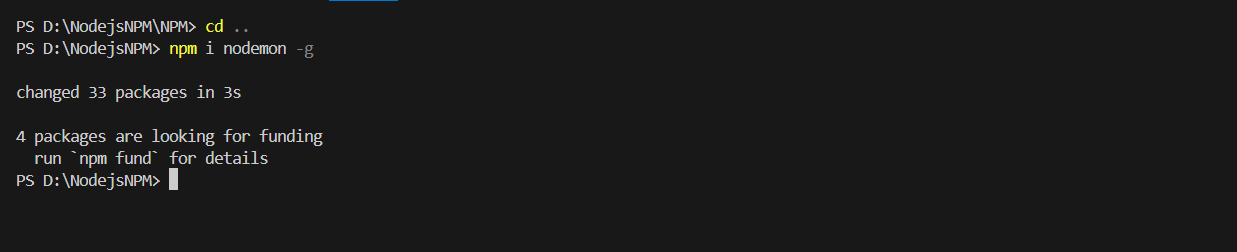 PS D:\NodejsNPM\NPM> cd ..
PS D:\NodejsNPM> npm i nodemon -g
changed 33 packages in 3s
4 packages are looking for funding
  run `npm fund` for details
PS D:\NodejsNPM>